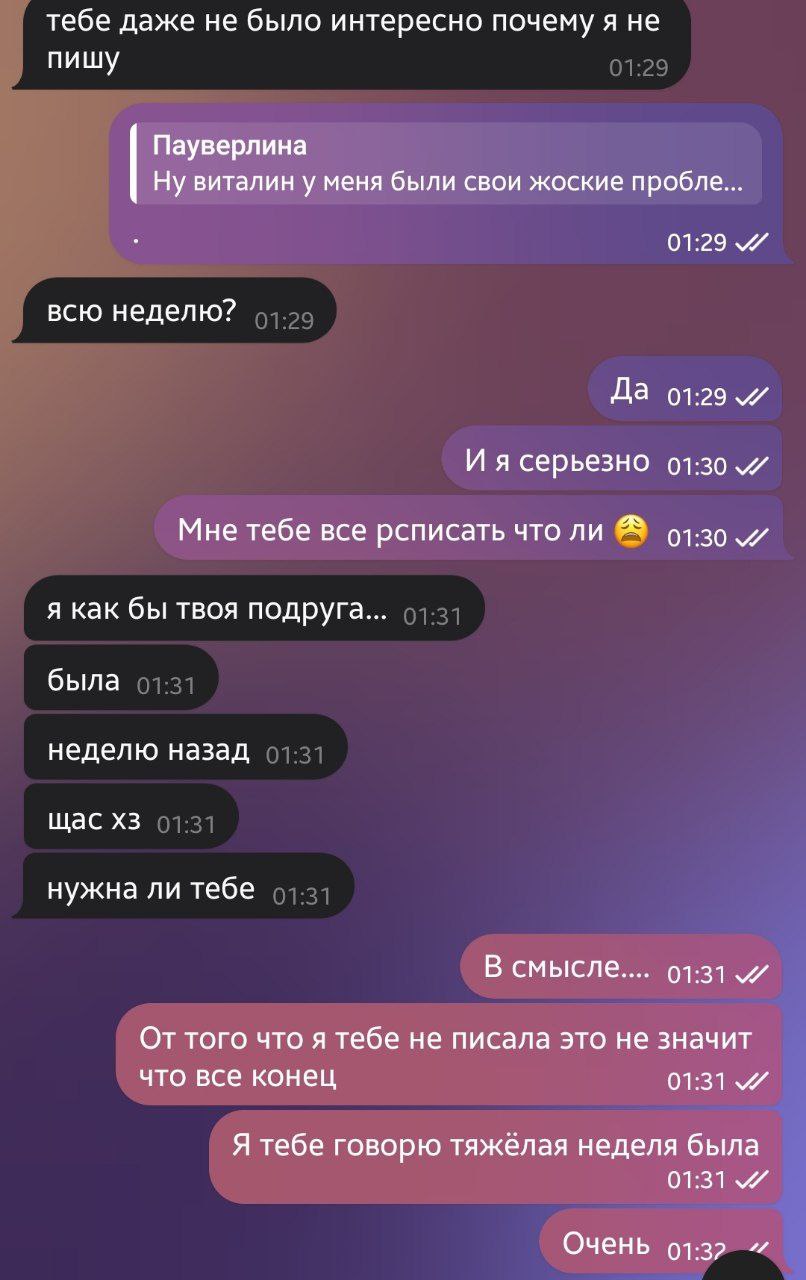 тебе даже не было интересно почему я не
пишу
01:29
Пауверлина
Ну виталин у меня были свои жоские пробле...
.
01:29
всю неделю? 01:29
Да 01:29
И я серьезно 01:30
Мне тебе все рсписать что ли 😩 01:30
я как бы твоя подруга... 01:31
была 01:31
неделю назад 01:31
щас хз 01:31
нужна ли тебе 01:31
В смысле.... 01:31
От того что я тебе не писала это не значит
что все конец 01:31
Я тебе говорю тяжёлая неделя была
01:31
Очень 01:32